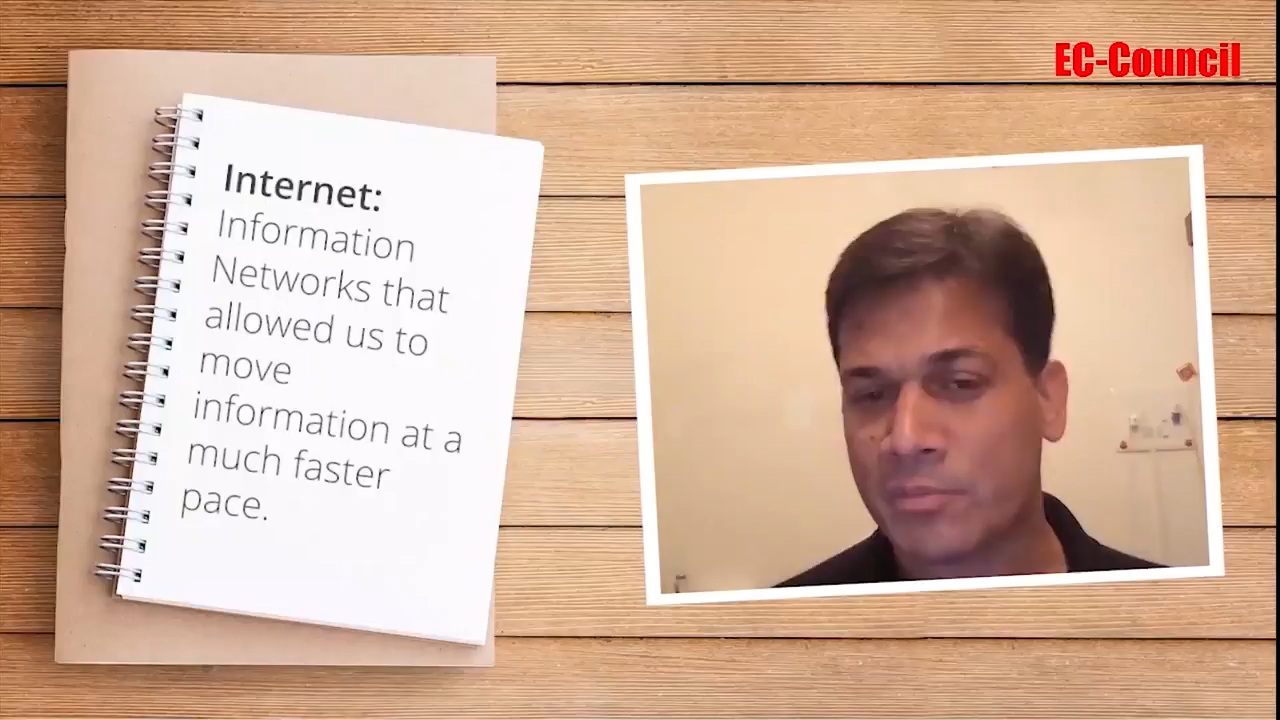 EC-Council
Internet:
Information
Networks that
allowed us to
move
information at a
much faster
pace.